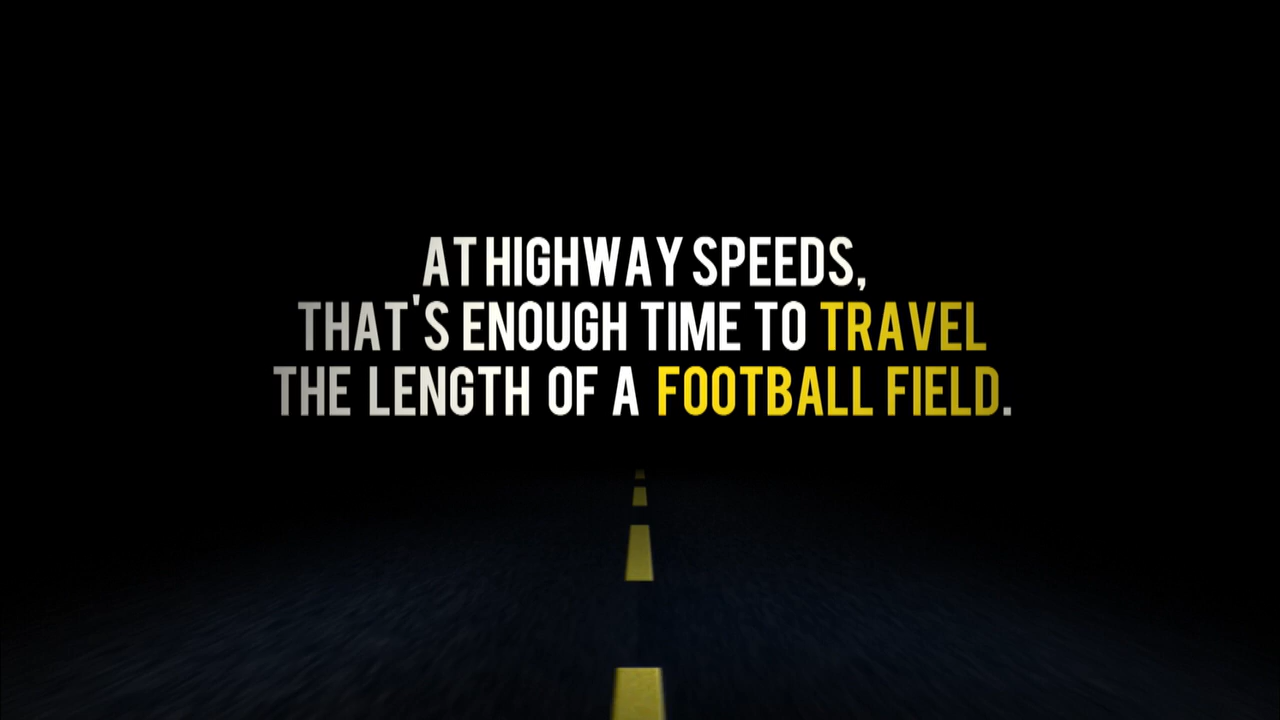 AT HIGHWAY SPEEDS,
THAT'S ENOUGH TIME TO TRAVEL
THE LENGTH OF A FOOTBALL FIELD.